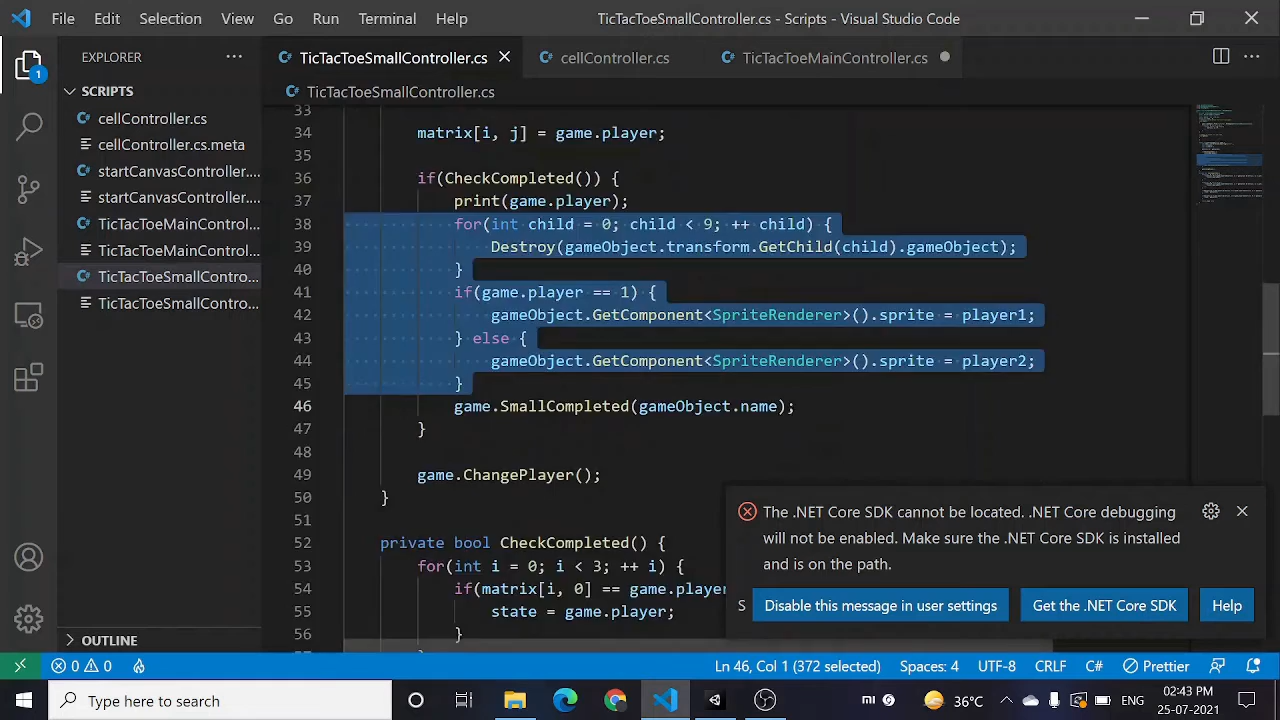 File Edit Selection View Go Run Terminal Help TicTacToeSmallController.cs - Scripts - Visual Studio Code
EXPLORER
TicTacToeSmallController.cs cellController.cs TicTacToeMainController.cs
1
SCRIPTS
TicTacToeSmallController.cs
cellController.cs
cellController.cs.meta
startCanvasController....
startCanvasController....
TicTacToeMainControl...
TicTacToeMainControl...
TicTacToeSmallContro...
TicTacToeSmallContro...
OUTLINE
33
34 matrix[i, j] = game.player;
35
36 if(CheckCompleted()) {
37 print(game.player);
38 for(int child = 0; child < 9; ++ child) {
39 Destroy(gameObject.transform.GetChild(child).gameObject);
40 }
41 if(game.player == 1) {
42 gameObject.GetComponent<SpriteRenderer>().sprite = player1;
43 } else {
44 gameObject.GetComponent<SpriteRenderer>().sprite = player2;
45 }
46 game.SmallCompleted(gameObject.name);
47 }
48
49 game.ChangePlayer();
50 }
51
52 private bool CheckCompleted() {
53 for(int i = 0; i < 3; ++ i) {
54 if(matrix[i, 0] == game.player
55 state = game.player;
56 }
The .NET Core SDK cannot be located. .NET Core debugging
will not be enabled. Make sure the .NET Core SDK is installed
and is on the path.
S Disable this message in user settings Get the .NET Core SDK Help
0 0 Ln 46, Col 1 (372 selected) Spaces: 4 UTF-8 CRLF C# Prettier
Type here to search
mi 36°C ENG
02:43 PM
25-07-2021